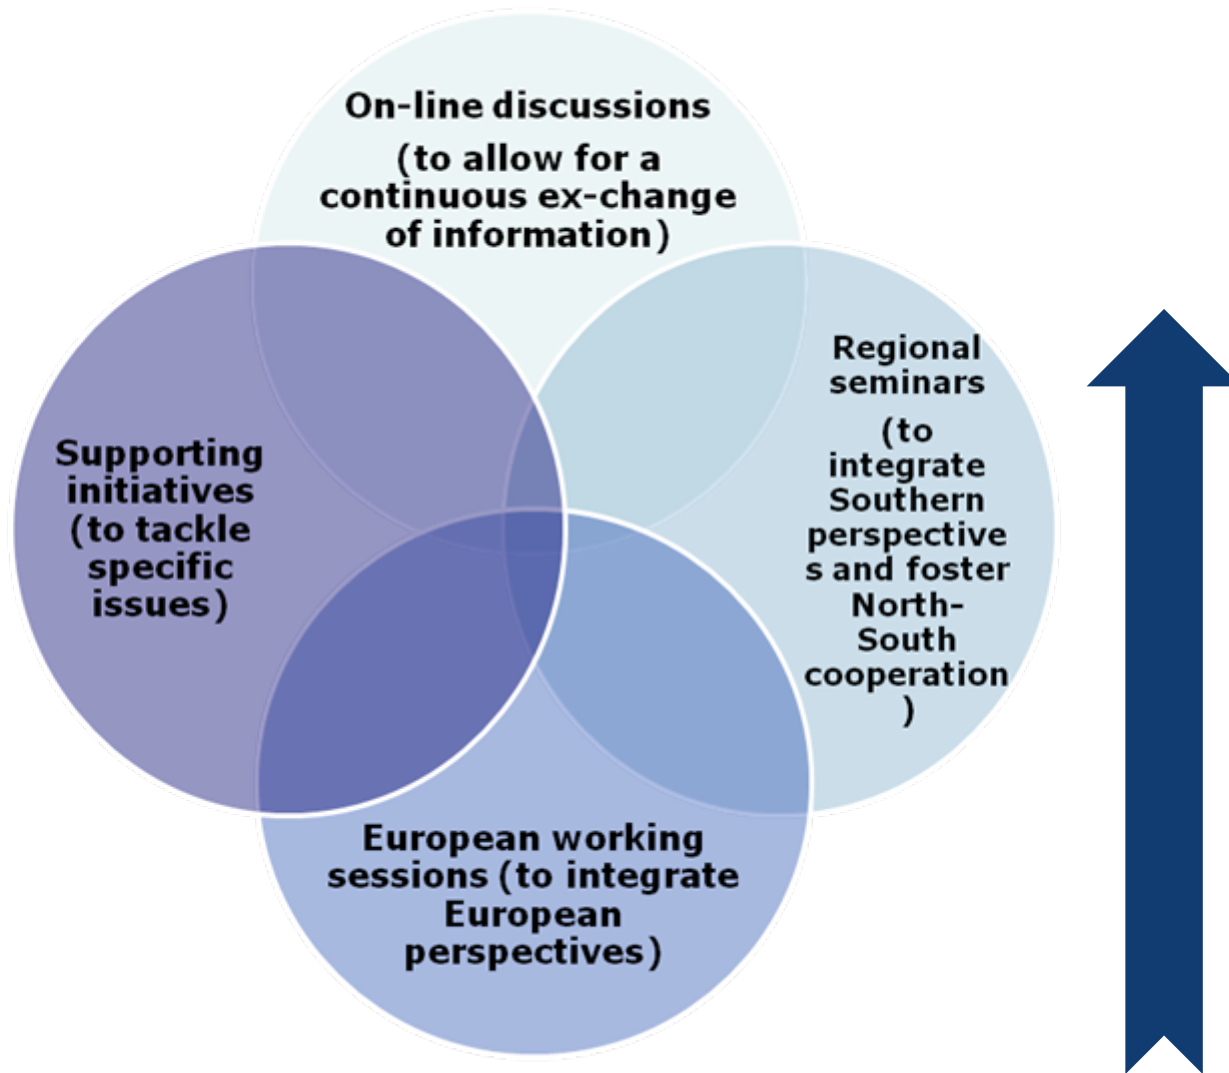 On-line discussions
(to allow for a
continuous ex-change
of information)
Supporting
initiatives
(to tackle
specific
issues)
Regional
seminars
(to
integrate
Southern
perspective
s and foster
North-
South
cooperation
)
European working
sessions (to integrate
European
perspectives)